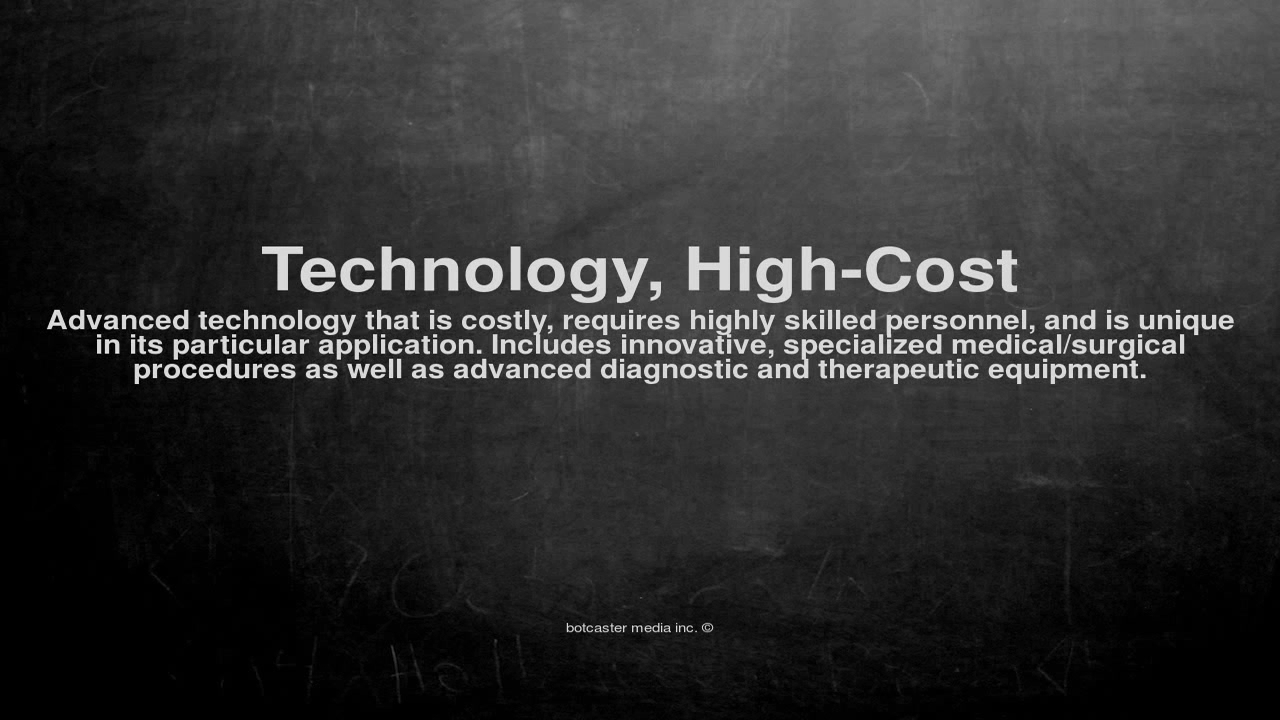 Technology, High-Cost
Advanced technology that is costly, requires highly skilled personnel, and is unique
in its particular application. Includes innovative, specialized medical/surgical
procedures as well as advanced diagnostic and therapeutic equipment.
botcaster media inc. ©